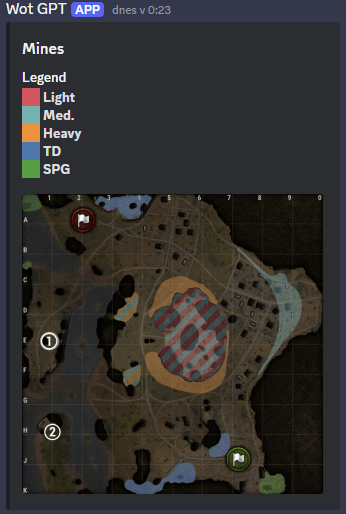 Wot GPT APP dnes v 0:23
Mines
Legend
Light
Med.
Heavy
TD
SPG
1 2 3 4 5 6 7 8 9 0
A
B
C
D
E
1
F
G
H
2
J
K